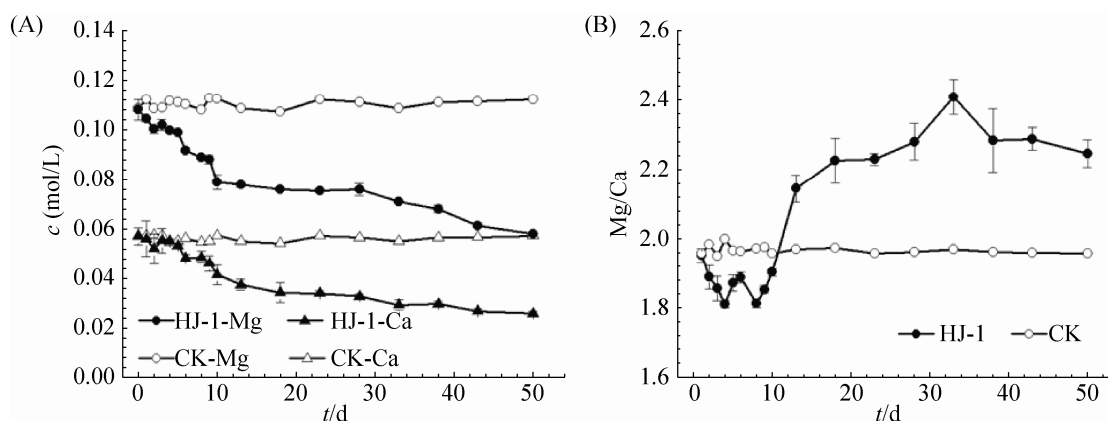 (A)
0.14
0.12
0.10
0.08
0.06
0.04
0.02
0.00
c (mol/L)
HJ-1-Mg
HJ-1-Ca
CK-Mg
CK-Ca
0
10
20
30
40
50
t/d
(B)
2.6
2.4
2.2
2.0
1.8
1.6
Mg/Ca
HJ-1
CK
0
10
20
30
40
50
t/d